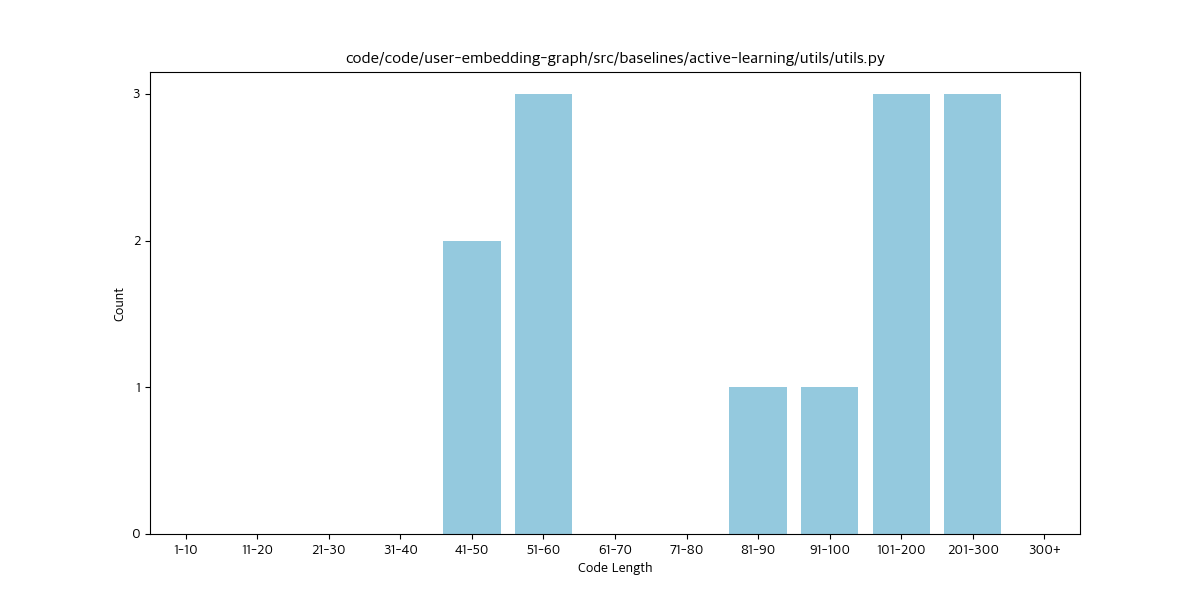 code/code/user-embedding-graph/src/baselines/active-learning/utils/utils.py
3
2
1
0
Count
1-10 11-20 21-30 31-40 41-50 51-60 61-70 71-80 81-90 91-100 101-200 201-300 300+
Code Length